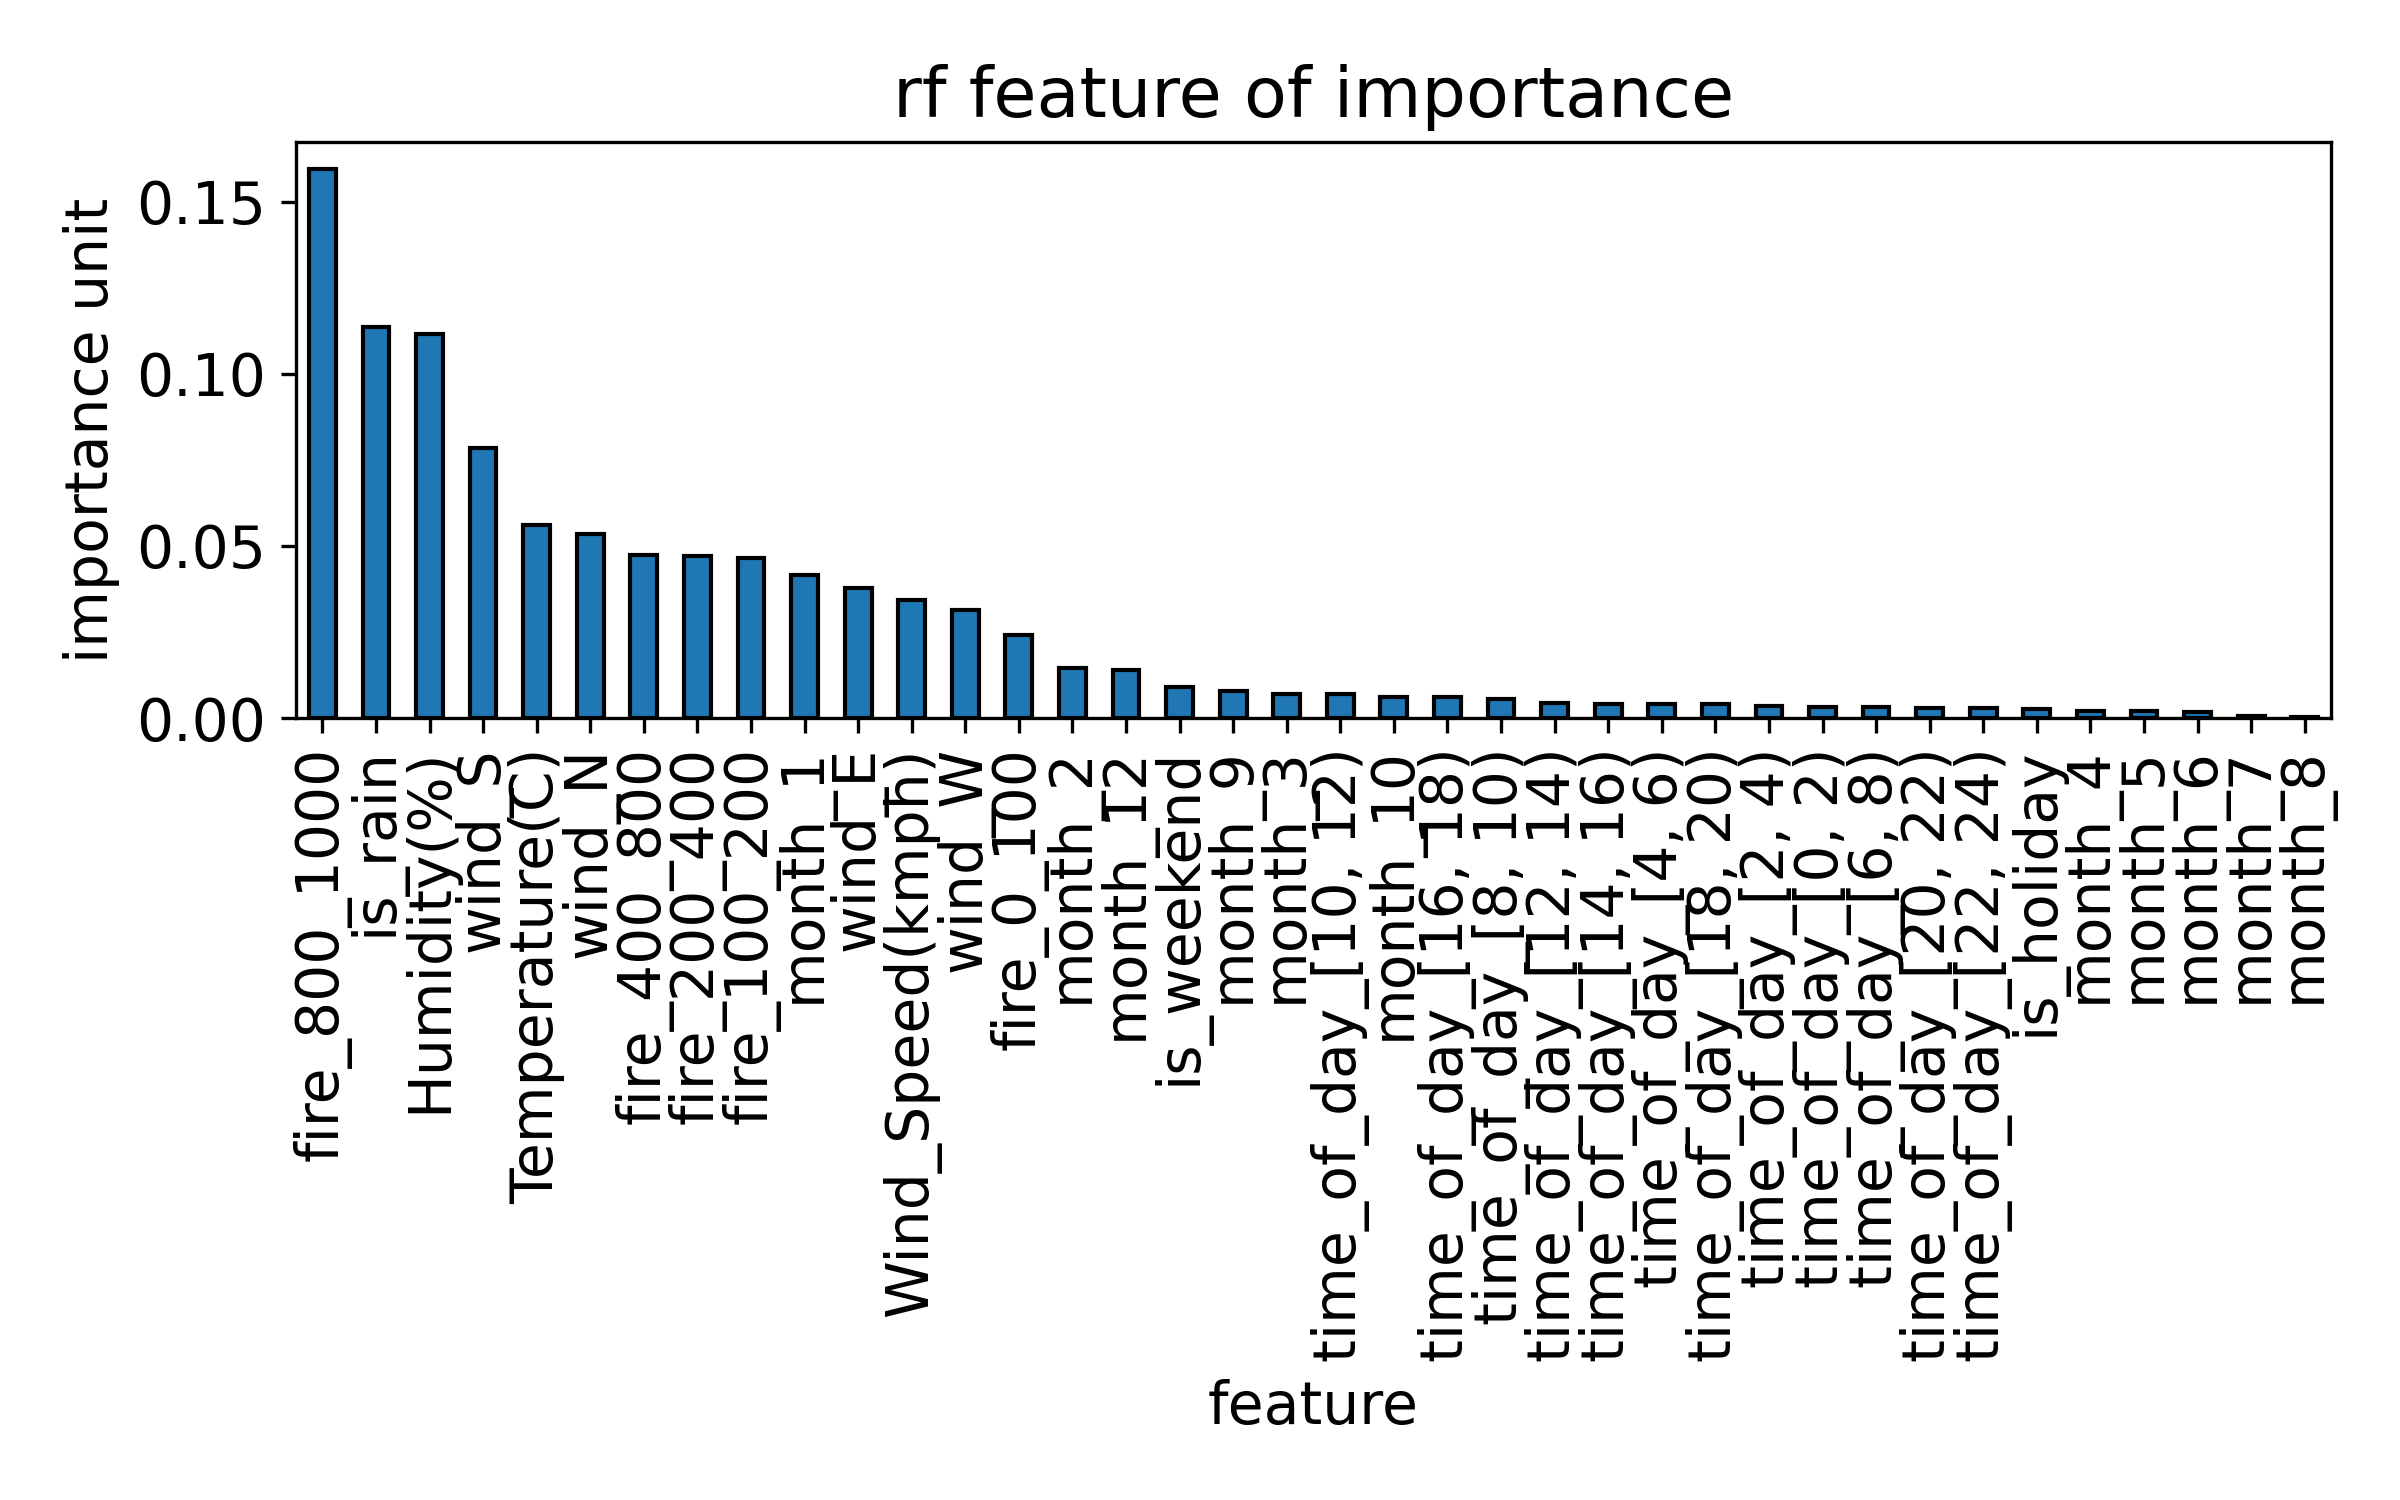 rf feature of importance
importance unit
0.15
0.10
0.05
0.00
fire_800_1000
is_rain
Humidity(%)
wind_S
Temperature(C)
wind_N
fire_400_800
fire_200_400
fire_100_200
month_1
wind_E
Wind_Speed(kmph)
wind_W
fire_0_100
month_2
month_12
is_weekend
month_9
month_3
time_of_day_[10, 12)
month_10
time_of_day_[16, 18)
time_of_day_[8, 10)
time_of_day_[12, 14)
time_of_day_[14, 16)
time_of_day_[4, 6)
time_of_day_[18, 20)
time_of_day_[2, 4)
time_of_day_[0, 2)
time_of_day_[6, 8)
time_of_day_[20, 22)
time_of_day_[22, 24)
is_holiday
month_4
month_5
month_6
month_7
month_8
feature